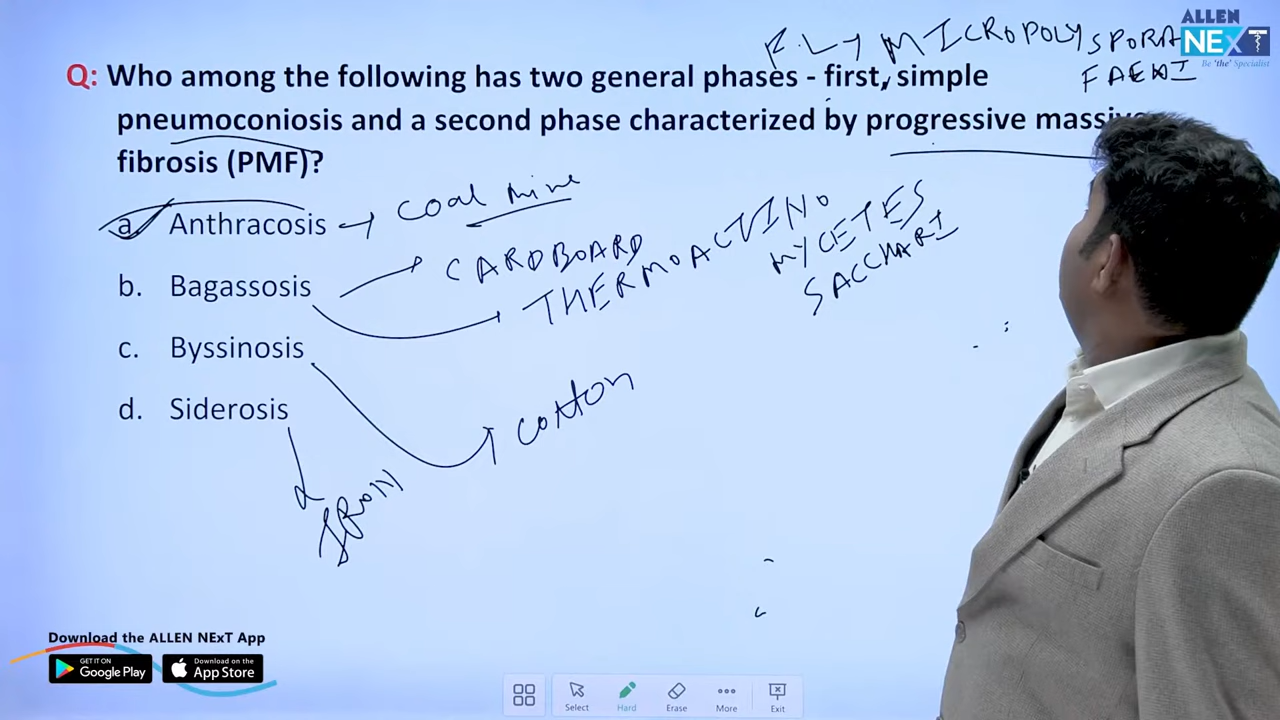 ALLEN
NEXT
Be 'the' Specialist
F.L → MICROPOLYSPORA
FAENI
Q: Who among the following has two general phases - first, simple
pneumoconiosis and a second phase characterized by progressive massive
fibrosis (PMF)?
a. Anthracosis → coal mine
b. Bagassosis → CARDBOARD
→ THERMOACTINO
MYCETES
SACCHARI
c. Byssinosis → cotton
d. Siderosis
Iron
Download the ALLEN NExT App
GET IT ON
Google Play
Download on the
App Store
Select
Hard
Erase
More
Exit